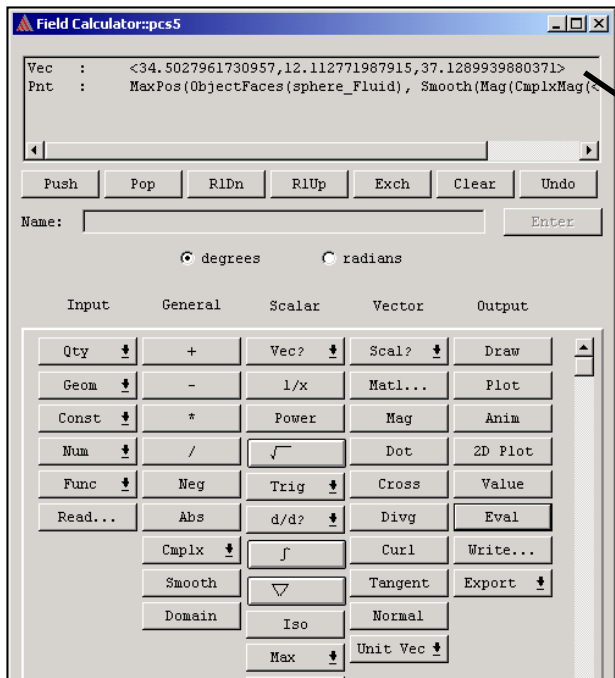 Field Calculator::pcs5
Vec : <34.5027961730957,12.112771987915,37.1289939880371>
Pnt : MaxPos(ObjectFaces(sphere_Fluid), Smooth(Mag(CmplxMag(<
Push Pop RlDn RlUp Exch Clear Undo
Name: Enter
degrees radians
Input General Scalar Vector Output
Qty + Vec? Scal? Draw
Geom - 1/x Matl... Plot
Const * Power Mag Anim
Num / √ Dot 2D Plot
Func Neg Trig Cross Value
Read... Abs d/d? Divg Eval
Cmplx ∫ Curl Write...
Smooth ▽ Tangent Export
Domain Iso Normal
Max Unit Vec